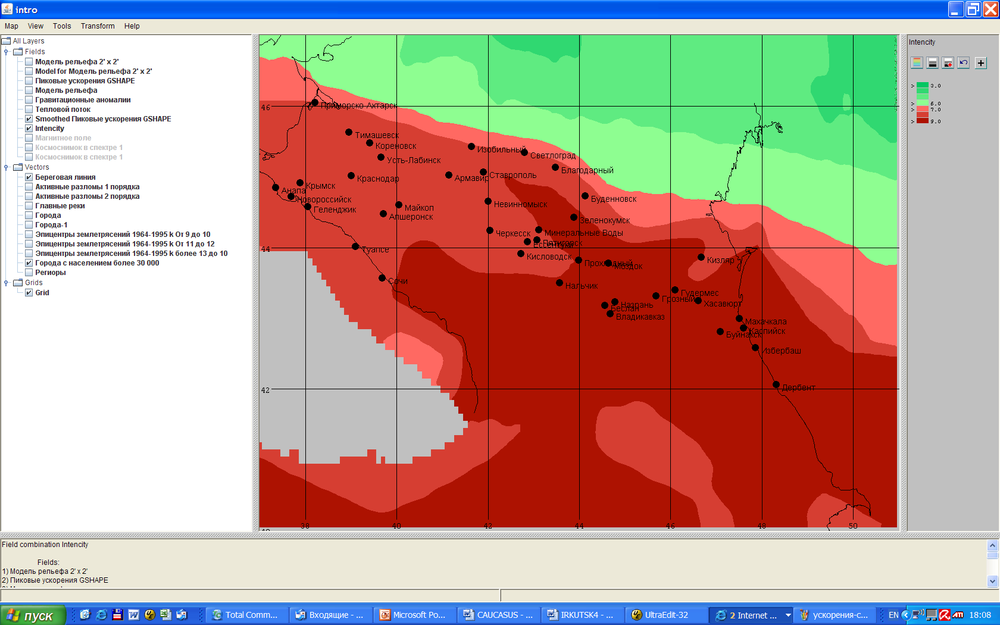 intro
Map View Tools Transform Help
All Layers
Fields
Модель рельефа 2' x 2'
Model for Модель рельефа 2' x 2'
Пиковые ускорения GSHAPE
Модель рельефа
Гравитационные аномалии
Тепловой поток
Smoothed Пиковые ускорения GSHAPE
Intencity
Магнитное поле
Космоснимок в спектре 1
Космоснимок в спектре 1
Vectors
Береговая линия
Активные разломы 1 порядка
Активные разломы 2 порядка
Главные реки
Города
Города-1
Эпицентры землетрясений 1964-1995 k От 9 до 10
Эпицентры землетрясений 1964-1995 k От 11 до 12
Эпицентры землетрясений 1964-1995 k более 13 до 10
Города с населением более 30 000
Регионы
Grids
Grid
46
Приморско-Ахтарск
Тимашевск
Кореновск
Усть-Лабинск
Изобильный
Светлоград
Благодарный
Краснодар
Армавир
Ставрополь
Крымск
Анапа
Новороссийск
Геленджик
Майкоп
Апшеронск
Невинномыск
Буденновск
Зеленокумск
Черкесск
Минеральные Воды
Пятигорск
Ессентуки
44
Туапсе
Кисловодск
Прохладный
Моздок
Кизляр
Сочи
Нальчик
Гудермес
Грозный
Хасавюрт
Назрань
Беслан
Владикавказ
Махачкала
Каспийск
Буйнакск
Избербаш
42
Дербент
38 40 42 44 46 48 50
Intencity
> 3.0
> 6.0
> 7.0
> 9.0
Field combination Intencity
Fields:
1) Модель рельефа 2' x 2'
2) Пиковые ускорения GSHAPE
пуск
Total Comm...
Входящие - ...
Microsoft Po...
CAUCASUS - ...
IRKUTSK4 - ...
UltraEdit-32
2 Internet ...
ускорения-с...
EN
18:08